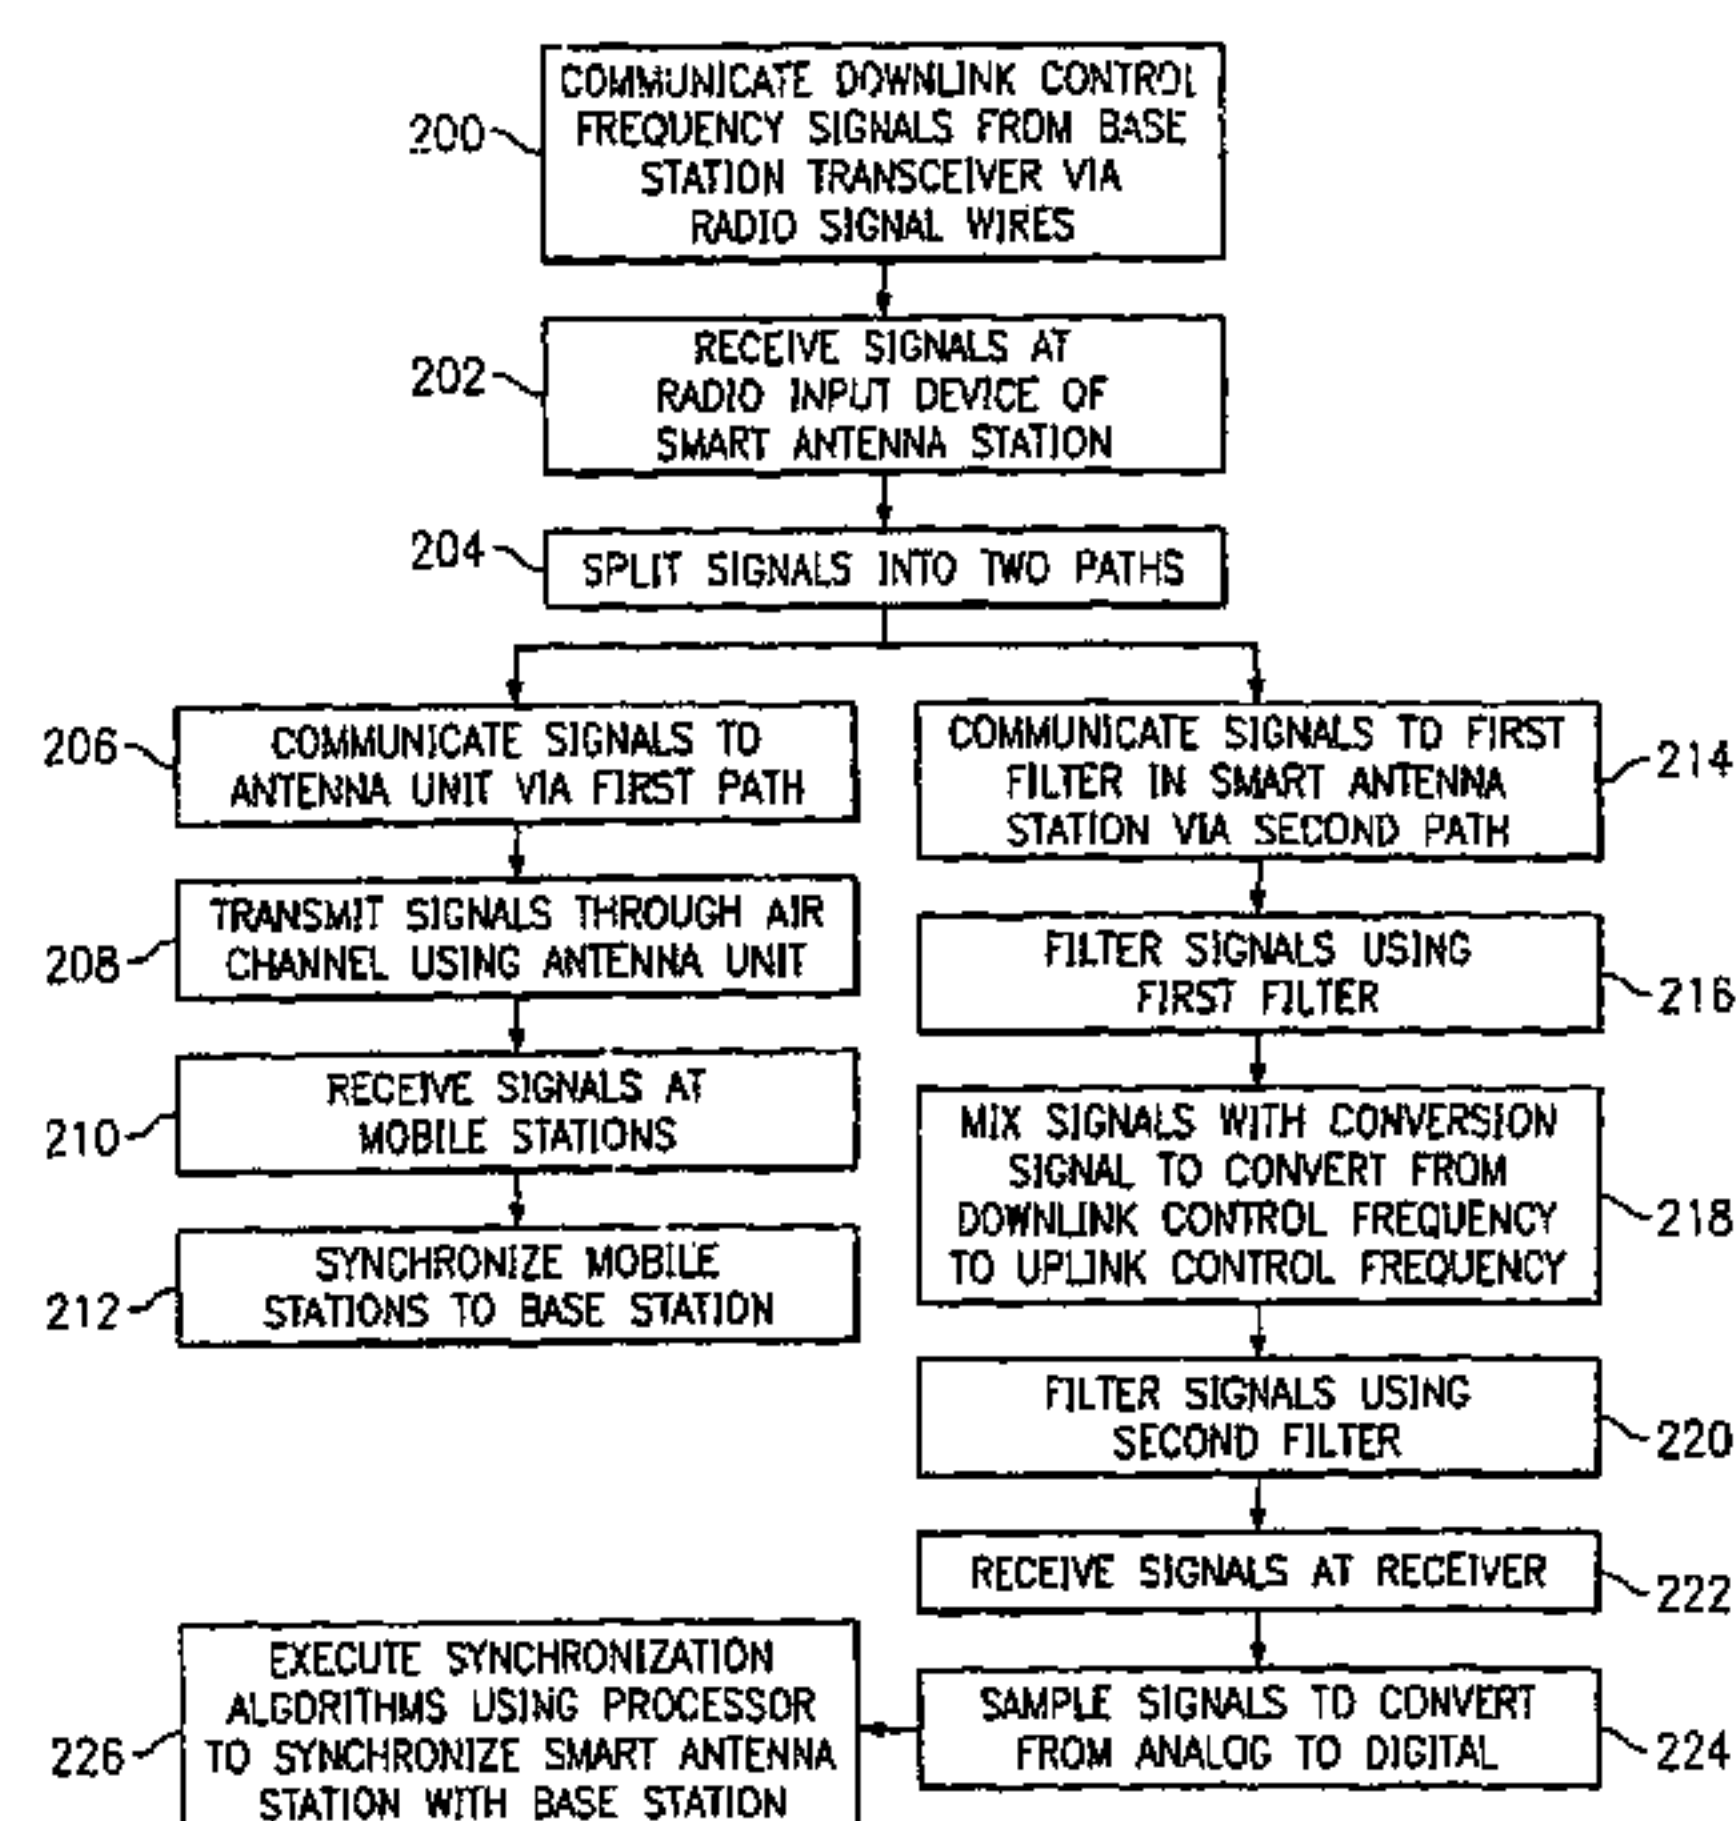 200
COMMUNICATE DOWNLINK CONTROL
FREQUENCY SIGNALS FROM BASE
STATION TRANSCEIVER VIA
RADIO SIGNAL WIRES
202
RECEIVE SIGNALS AT
RADIO INPUT DEVICE OF
SMART ANTENNA STATION
204
SPLIT SIGNALS INTO TWO PATHS
206
COMMUNICATE SIGNALS TO
ANTENNA UNIT VIA FIRST PATH
208
TRANSMIT SIGNALS THROUGH AIR
CHANNEL USING ANTENNA UNIT
210
RECEIVE SIGNALS AT
MOBILE STATIONS
212
SYNCHRONIZE MOBILE
STATIONS TO BASE STATION
COMMUNICATE SIGNALS TO FIRST
FILTER IN SMART ANTENNA
STATION VIA SECOND PATH
214
FILTER SIGNALS USING
FIRST FILTER
216
MIX SIGNALS WITH CONVERSION
SIGNAL TO CONVERT FROM
DOWNLINK CONTROL FREQUENCY
TO UPLINK CONTROL FREQUENCY
218
FILTER SIGNALS USING
SECOND FILTER
220
RECEIVE SIGNALS AT RECEIVER
222
SAMPLE SIGNALS TO CONVERT
FROM ANALOG TO DIGITAL
224
226
EXECUTE SYNCHRONIZATION
ALGORITHMS USING PROCESSOR
TO SYNCHRONIZE SMART ANTENNA
STATION WITH BASE STATION